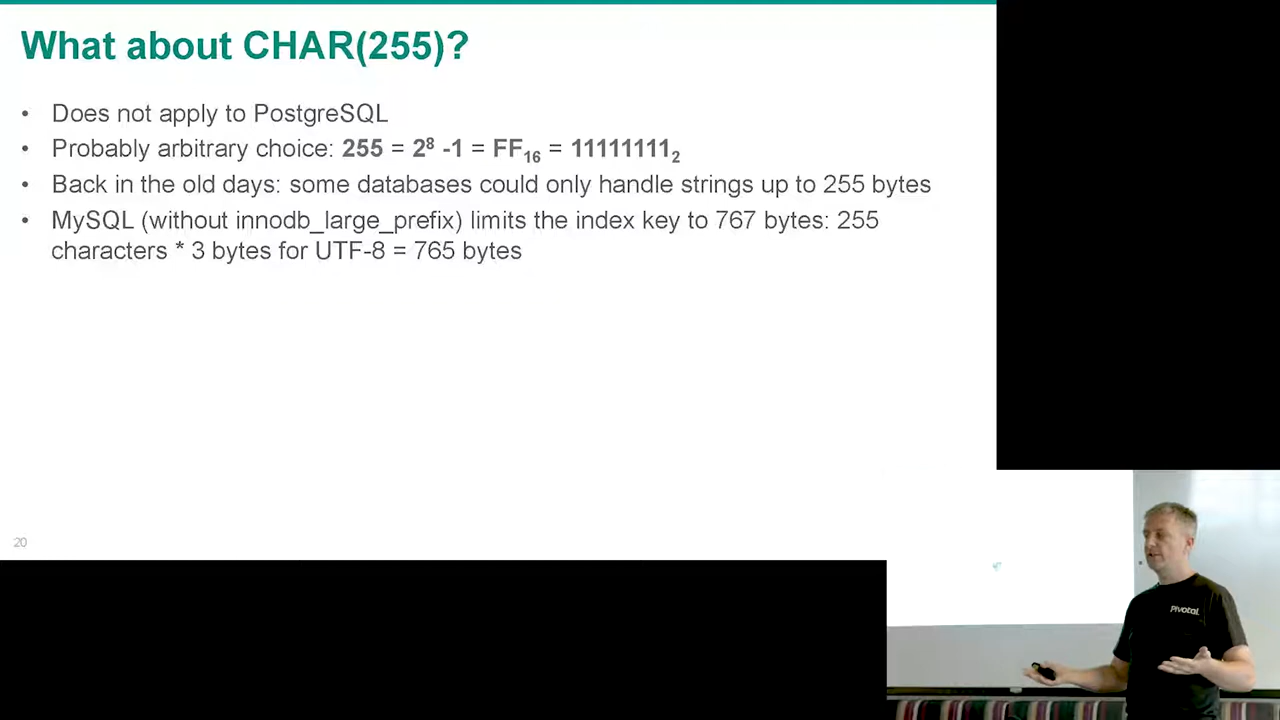 What about CHAR(255)?
• Does not apply to PostgreSQL
• Probably arbitrary choice: 255 = 2⁸ -1 = FF₁₆ = 11111111₂
• Back in the old days: some databases could only handle strings up to 255 bytes
• MySQL (without innodb_large_prefix) limits the index key to 767 bytes: 255
characters * 3 bytes for UTF-8 = 765 bytes
20
Pivotal